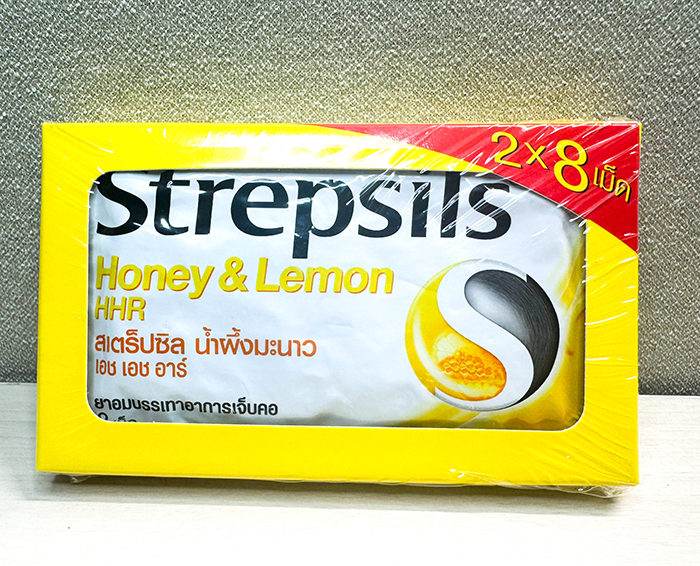 2×8 เม็ด
Strepsils
Honey & Lemon
HHR
สเตร็ปซิล น้ำผึ้งมะนาว
เอช เอช อาร์
ยาอมบรรเทาอาการเจ็บคอ